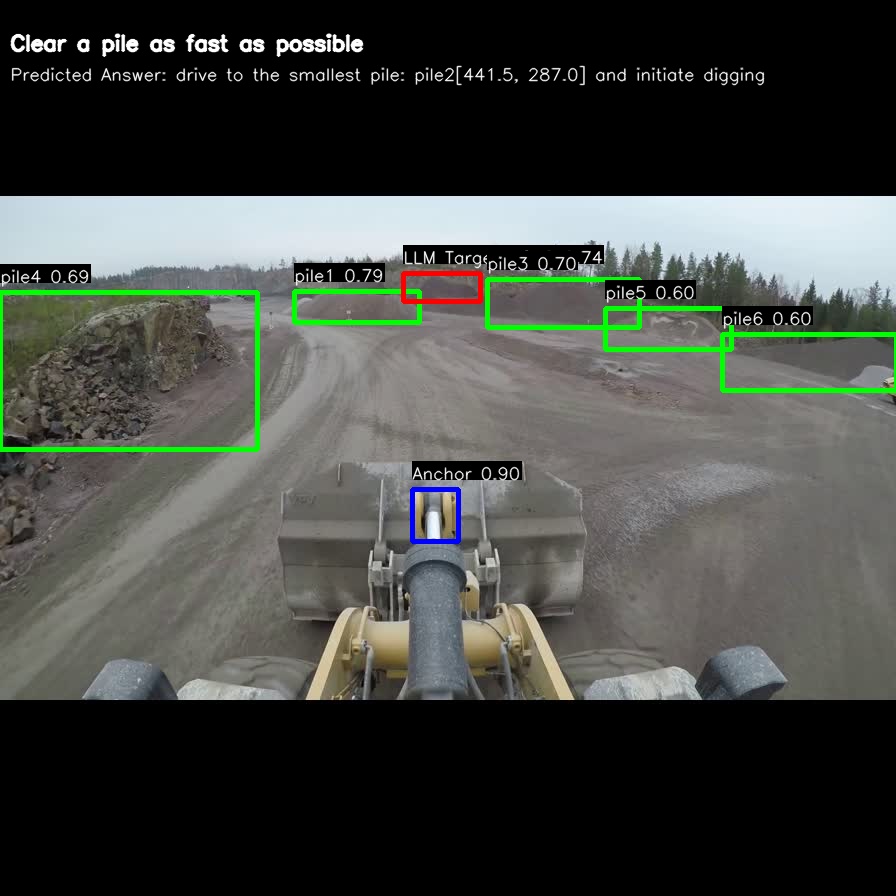 Clear a pile as fast as possible
Predicted Answer: drive to the smallest pile: pile2[441.5, 287.0] and initiate digging
LLM Targe
pile3 0.70
.74
pile4 0.69
pile1 0.79
pile5 0.60
pile6 0.60
Anchor 0.90